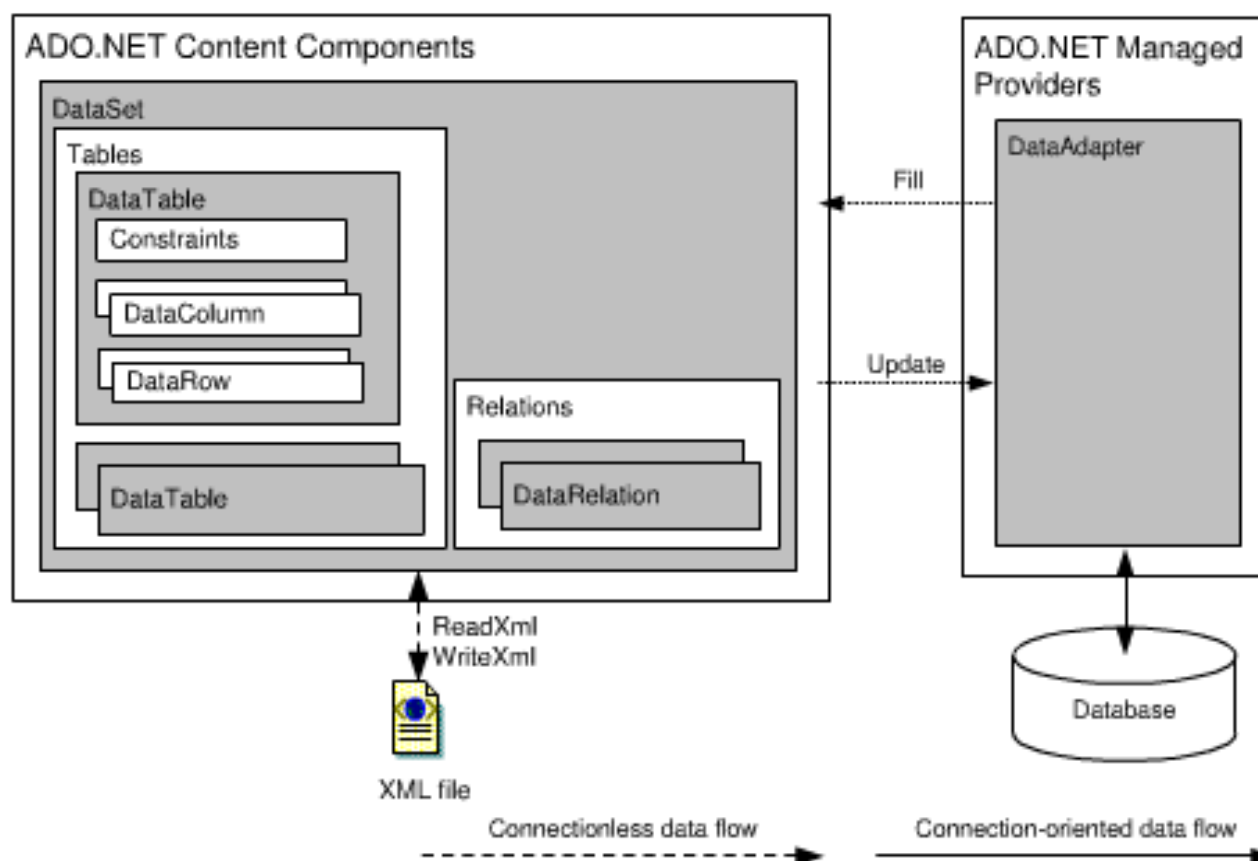 ADO.NET Content Components
DataSet
Tables
DataTable
Constraints
DataColumn
DataRow
DataTable
Relations
DataRelation
ADO.NET Managed
Providers
DataAdapter
Fill
Update
ReadXml
WriteXml
XML file
Database
Connectionless data flow
Connection-oriented data flow